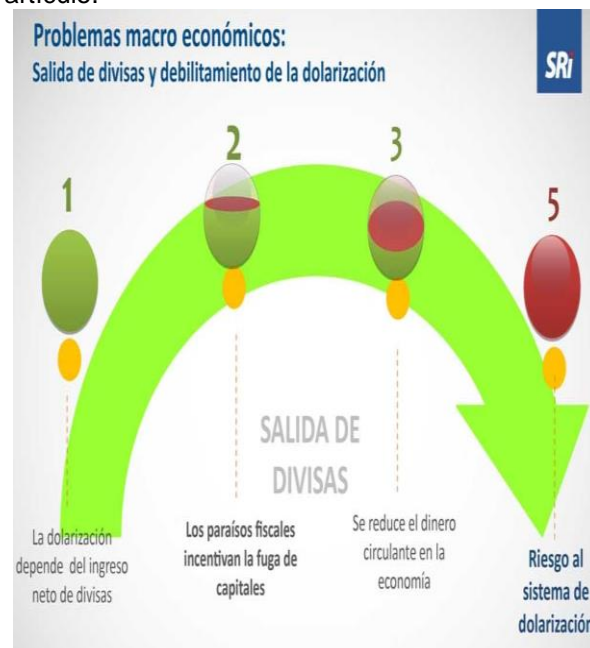 artículo.
Problemas macro económicos:
Salida de divisas y debilitamiento de la dolarización
SRi
1
2
3
5
SALIDA DE
DIVISAS
La dolarización
depende del ingreso
neto de divisas
Los paraísos fiscales
incentivan la fuga de
capitales
Se reduce el dinero
circulante en la
economía
Riesgo al
sistema de
dolarización